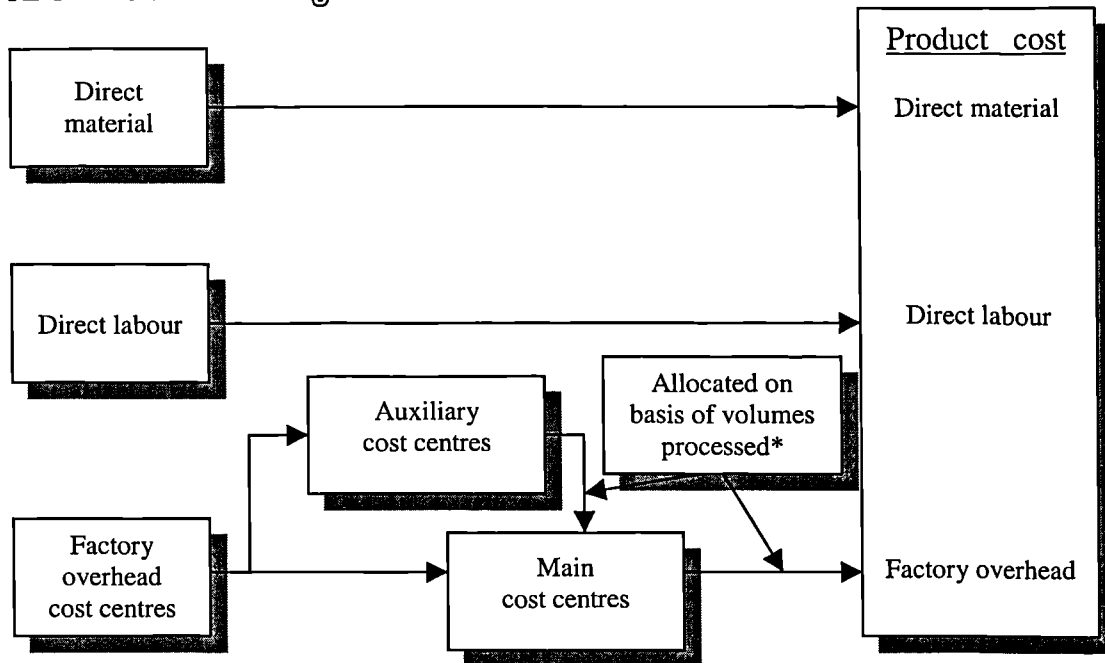 Product cost
Direct
material
Direct material
Direct labour
Direct labour
Auxiliary
cost centres
Allocated on
basis of volumes
processed*
Factory
overhead
cost centres
Main
cost centres
Factory overhead